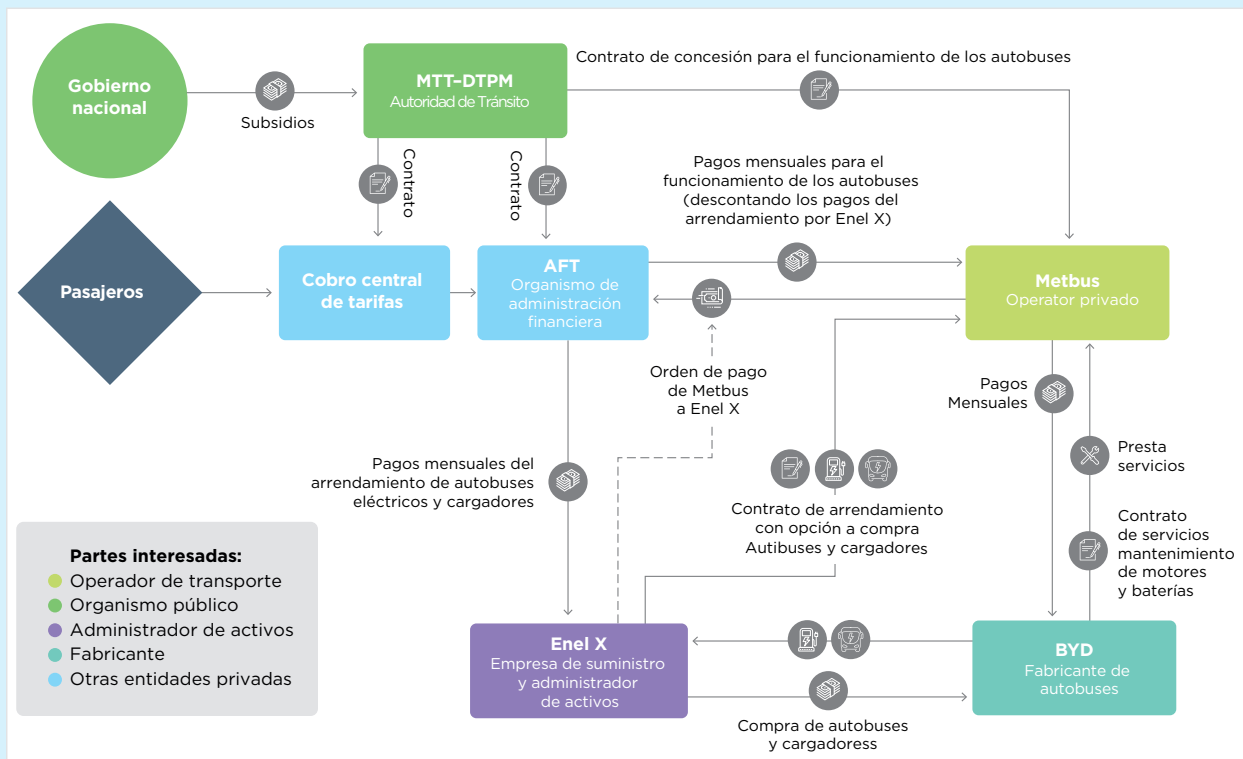 Gobierno
nacional
Subsidios
MTT–DTPM
Autoridad de Tránsito
Contrato de concesión para el funcionamiento de los autobuses
Contrato
Contrato
Pagos mensuales para el
funcionamiento de los autobuses
(descontando los pagos del
arrendamiento por Enel X)
Pasajeros
Cobro central
de tarifas
AFT
Organismo de
administración
financiera
Metbus
Operator privado
Orden de pago
de Metbus
a Enel X
Pagos
Mensuales
Presta
servicios
Pagos mensuales del
arrendamiento de autobuses
eléctricos y cargadores
Contrato de arrendamiento
con opción a compra
Autibuses y cargadores
Contrato
de servicios
mantenimiento
de motores
y baterías
Partes interesadas:
Operador de transporte
Organismo público
Administrador de activos
Fabricante
Otras entidades privadas
Enel X
Empresa de suministro
y administrador
de activos
BYD
Fabricante de
autobuses
Compra de autobuses
y cargadoress